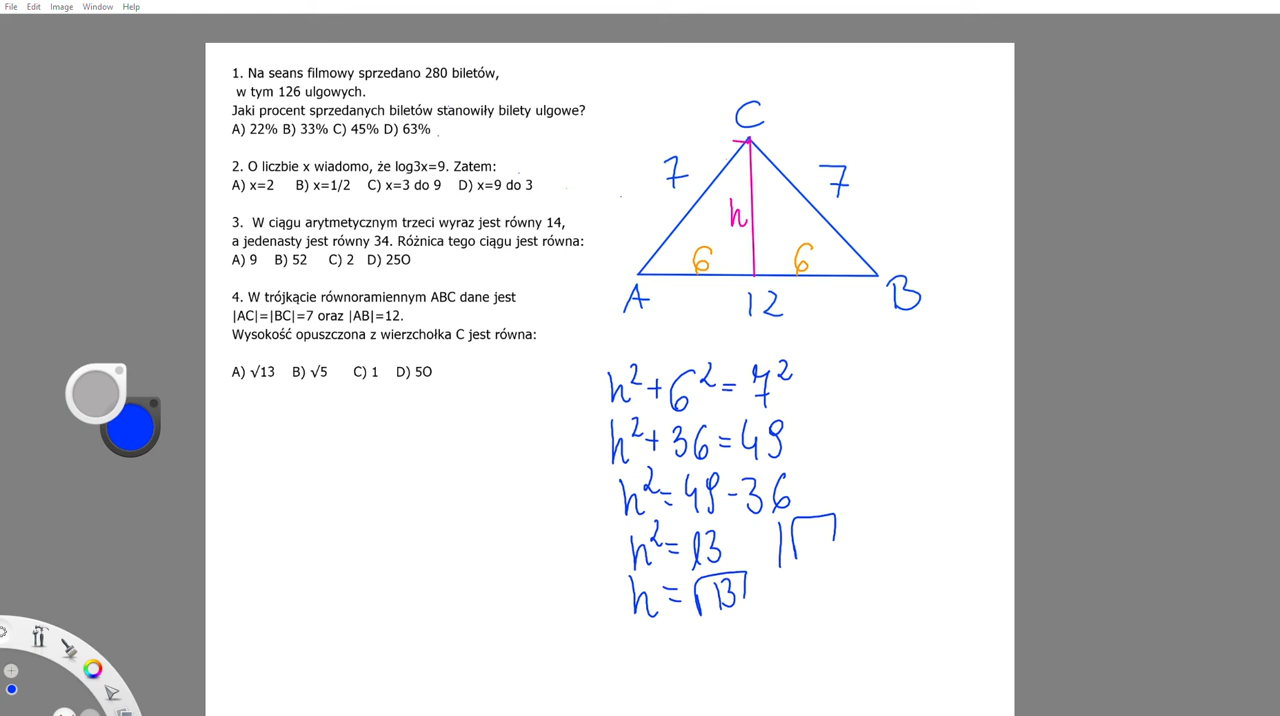 File Edit Image Window Help
1. Na seans filmowy sprzedano 280 biletów,
w tym 126 ulgowych.
Jaki procent sprzedanych biletów stanowiły bilety ulgowe?
A) 22% B) 33% C) 45% D) 63%
2. O liczbie x wiadomo, że log3x=9. Zatem:
A) x=2 B) x=1/2 C) x=3 do 9 D) x=9 do 3
3. W ciągu arytmetycznym trzeci wyraz jest równy 14,
a jedenasty jest równy 34. Różnica tego ciągu jest równa:
A) 9 B) 52 C) 2 D) 25O
4. W trójkącie równoramiennym ABC dane jest
|AC|=|BC|=7 oraz |AB|=12.
Wysokość opuszczona z wierzchołka C jest równa:
A) √13 B) √5 C) 1 D) 5O
C
7 7
h
6 6
A 12 B
h²+6²=7²
h²+36=49
h²=49-36
h²=13 |√
h=√13